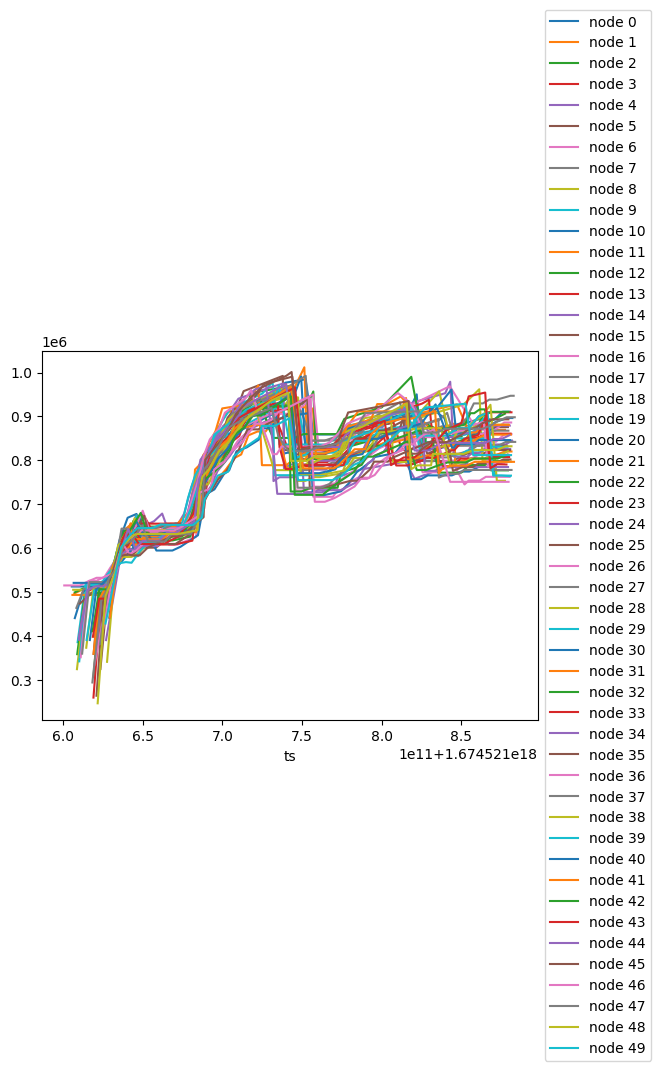 1e6
1.0
0.9
0.8
0.7
0.6
0.5
0.4
0.3
6.0 6.5 7.0 7.5 8.0 8.5
1e11+1.674521e18
ts
node 0
node 1
node 2
node 3
node 4
node 5
node 6
node 7
node 8
node 9
node 10
node 11
node 12
node 13
node 14
node 15
node 16
node 17
node 18
node 19
node 20
node 21
node 22
node 23
node 24
node 25
node 26
node 27
node 28
node 29
node 30
node 31
node 32
node 33
node 34
node 35
node 36
node 37
node 38
node 39
node 40
node 41
node 42
node 43
node 44
node 45
node 46
node 47
node 48
node 49